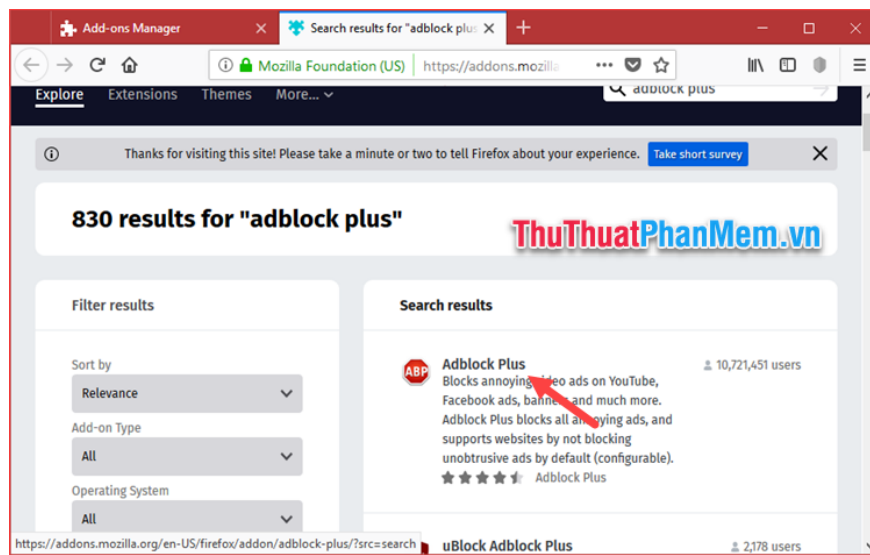 Add-ons Manager
Search results for "adblock plus
Mozilla Foundation (US)
https://addons.mozilla
Explore
Extensions
Themes
More...
adblock plus
Thanks for visiting this site! Please take a minute or two to tell Firefox about your experience.
Take short survey
830 results for "adblock plus"
ThuThuatPhanMem.vn
Filter results
Sort by
Relevance
Add-on Type
All
Operating System
All
Search results
ABP
Adblock Plus
10,721,451 users
Blocks annoying video ads on YouTube,
Facebook ads, banners and much more.
Adblock Plus blocks all annoying ads, and
supports websites by not blocking
unobtrusive ads by default (configurable).
Adblock Plus
uBlock Adblock Plus
2,178 users
https://addons.mozilla.org/en-US/firefox/addon/adblock-plus/?src=search